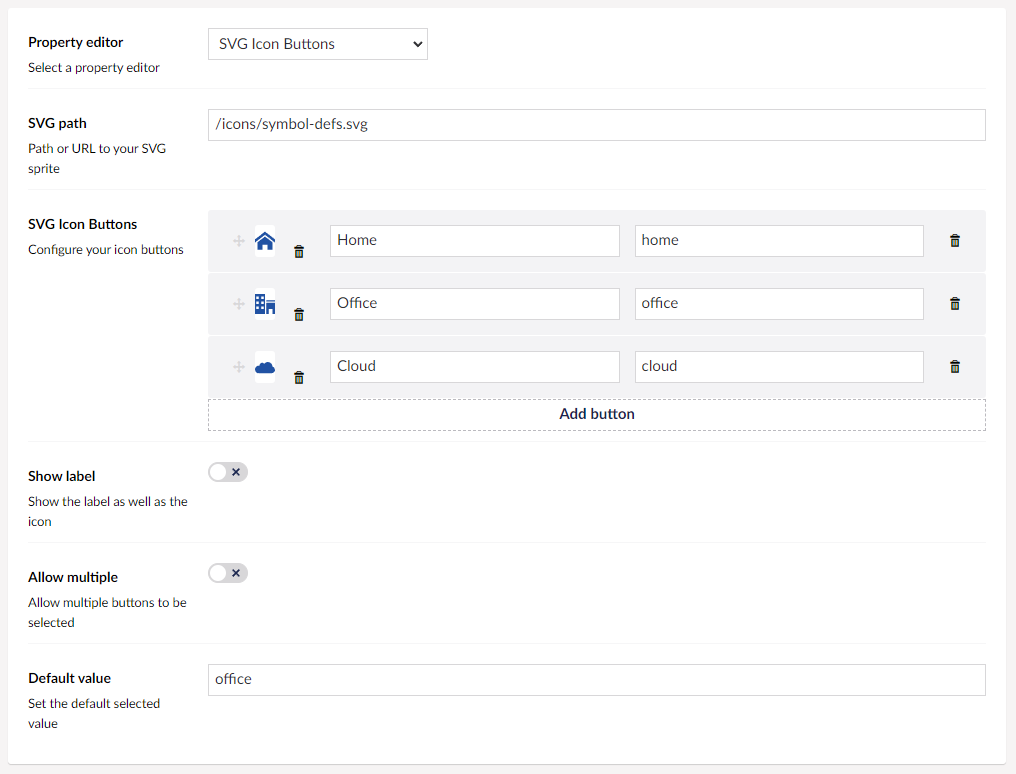 Property editor
Select a property editor
SVG Icon Buttons
SVG path
Path or URL to your SVG
sprite
/icons/symbol-defs.svg
SVG Icon Buttons
Configure your icon buttons
Home
home
Office
office
Cloud
cloud
Add button
Show label
Show the label as well as the
icon
Allow multiple
Allow multiple buttons to be
selected
Default value
Set the default selected
value
office